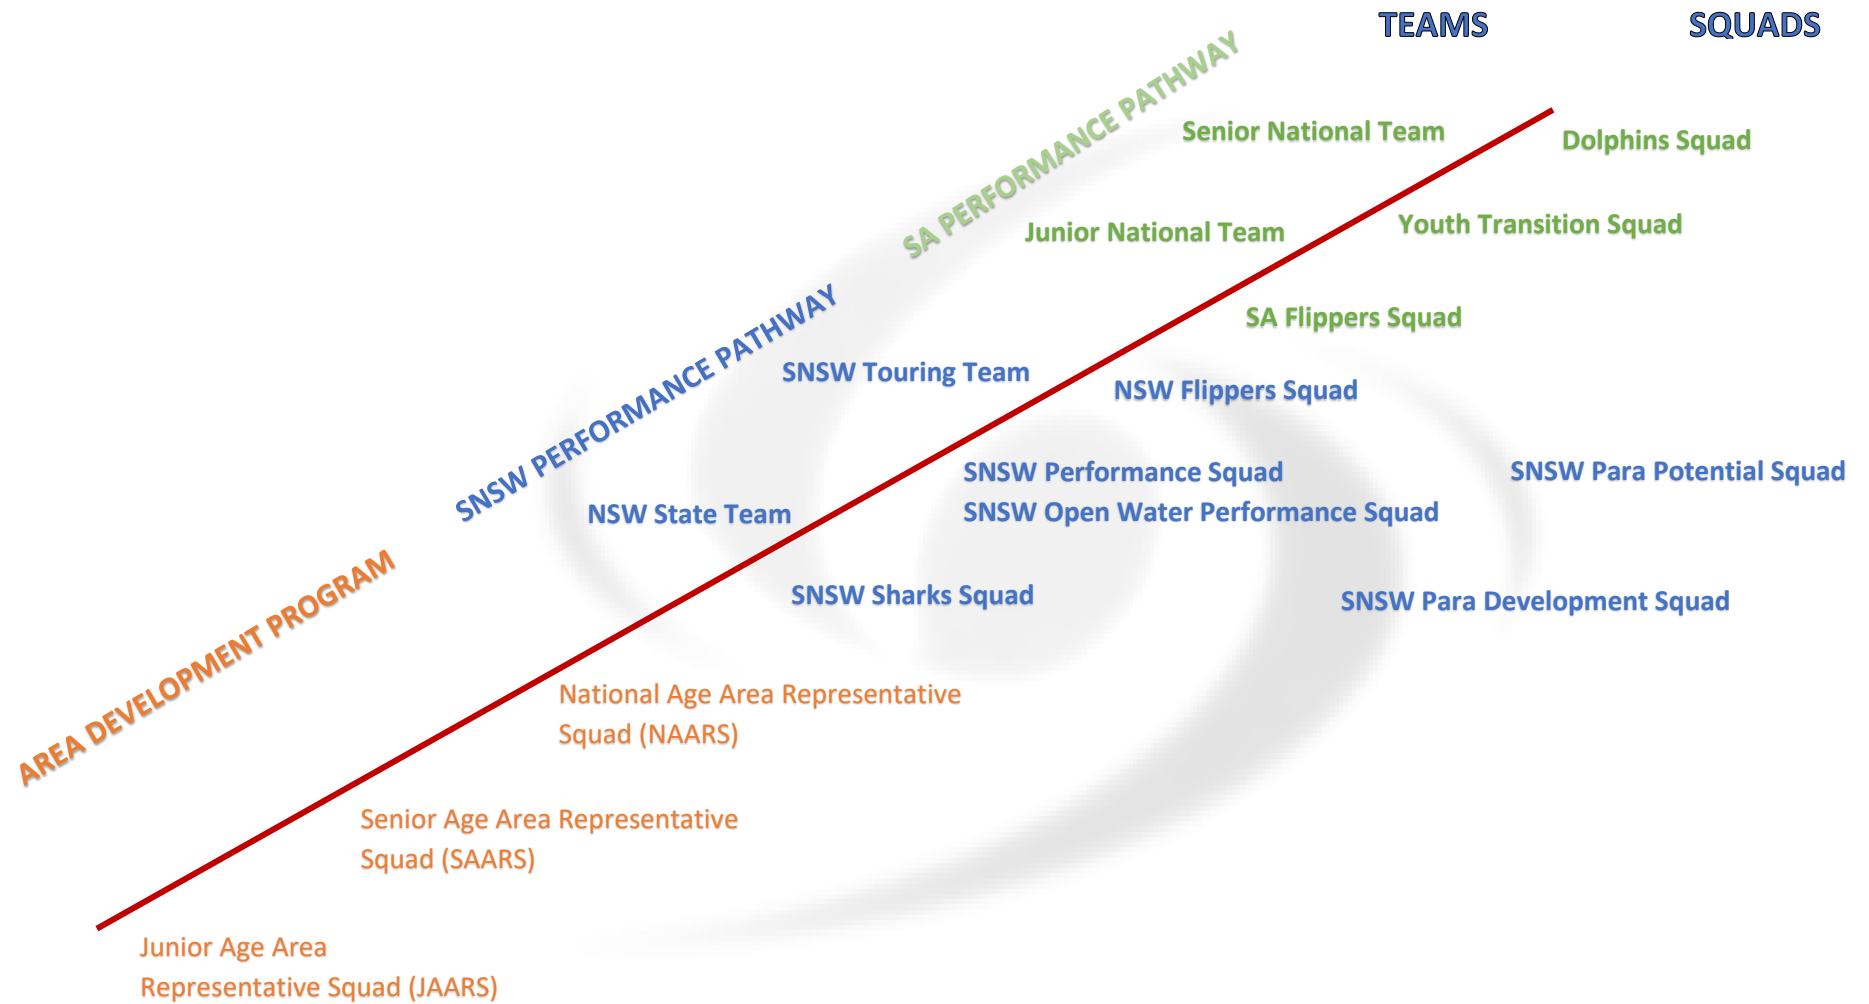 TEAMS
SQUADS
SA PERFORMANCE PATHWAY
Senior National Team
Dolphins Squad
Junior National Team
Youth Transition Squad
SNSW PERFORMANCE PATHWAY
SA Flippers Squad
SNSW Touring Team
NSW Flippers Squad
SNSW Performance Squad
SNSW Open Water Performance Squad
SNSW Para Potential Squad
NSW State Team
AREA DEVELOPMENT PROGRAM
SNSW Sharks Squad
SNSW Para Development Squad
National Age Area Representative
Squad (NAARS)
Senior Age Area Representative
Squad (SAARS)
Junior Age Area
Representative Squad (JAARS)